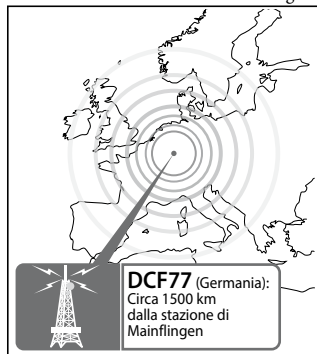 DCF77 (Germania):
Circa 1500 km
dalla stazione di
Mainflingen